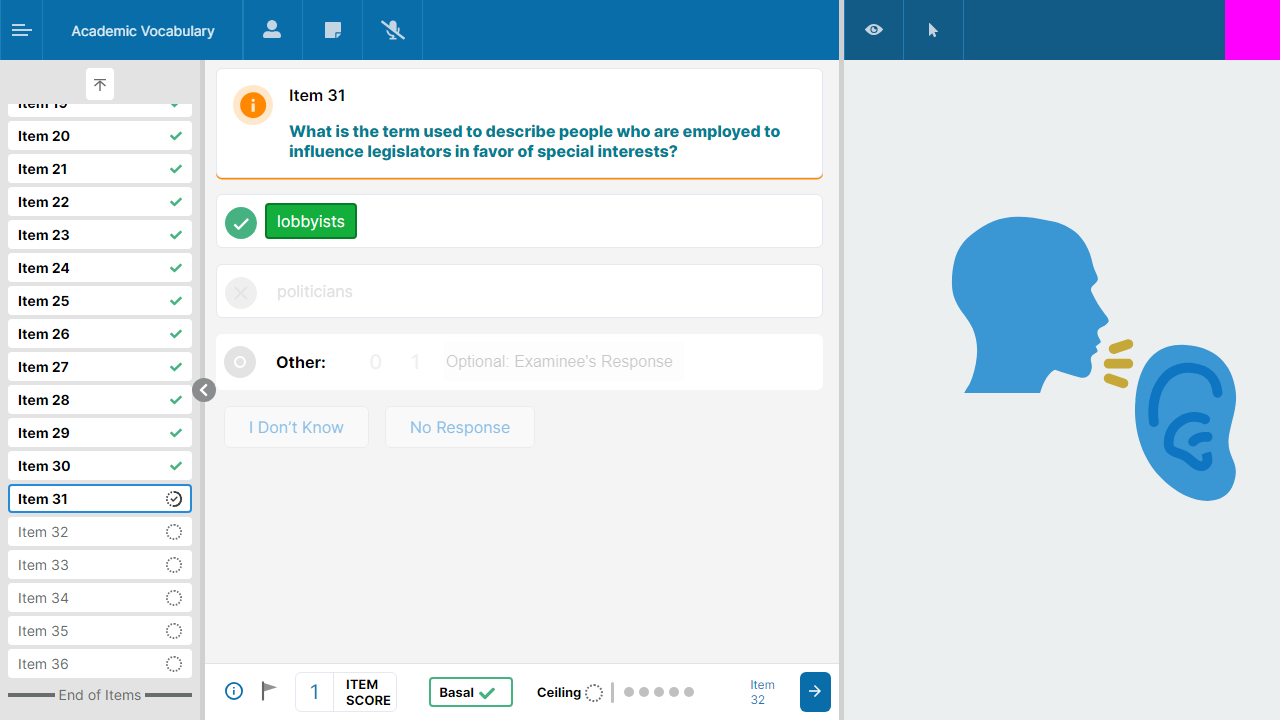 Academic Vocabulary
Item 19
Item 20
Item 21
Item 22
Item 23
Item 24
Item 25
Item 26
Item 27
Item 28
Item 29
Item 30
Item 31
Item 32
Item 33
Item 34
Item 35
Item 36
End of Items
Item 31
What is the term used to describe people who are employed to
influence legislators in favor of special interests?
lobbyists
politicians
Other: 0 1 Optional: Examinee's Response
I Don't Know No Response
1 ITEM
SCORE
Basal
Ceiling
Item
32